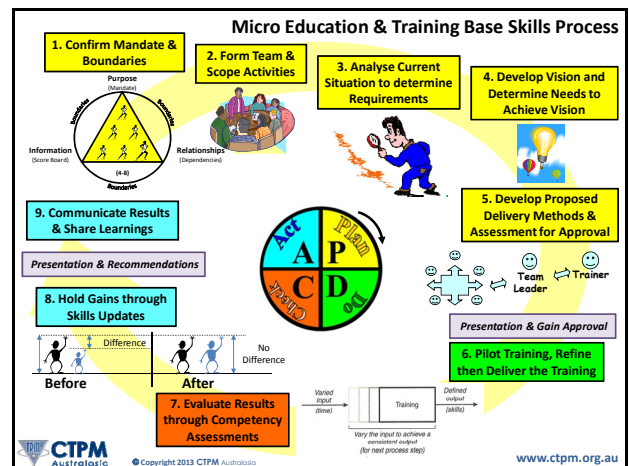 Micro Education & Training Base Skills Process
1. Confirm Mandate &
Boundaries
Purpose
(Mandate)
Boundaries
Boundaries
Information
(Score Board)
Relationships
(Dependencies)
(4-8)
Boundaries
2. Form Team &
Scope Activities
3. Analyse Current
Situation to determine
Requirements
4. Develop Vision and
Determine Needs to
Achieve Vision
5. Develop Proposed
Delivery Methods &
Assessment for Approval
Team
Leader
Trainer
Presentation & Gain Approval
6. Pilot Training, Refine
then Deliver the Training
Varied
Input
(time)
Training
Defined
output
(skills)
Vary the input to achieve a
consistent output
(for next process step)
7. Evaluate Results
through Competency
Assessments
8. Hold Gains through
Skills Updates
Difference
No
Difference
Before
After
Presentation & Recommendations
9. Communicate Results
& Share Learnings
Act
Plan
A
P
C
D
Check
Do
TPM
CTPM
Australasia
© Copyright 2013 CTPM Australasia
www.ctpm.org.au